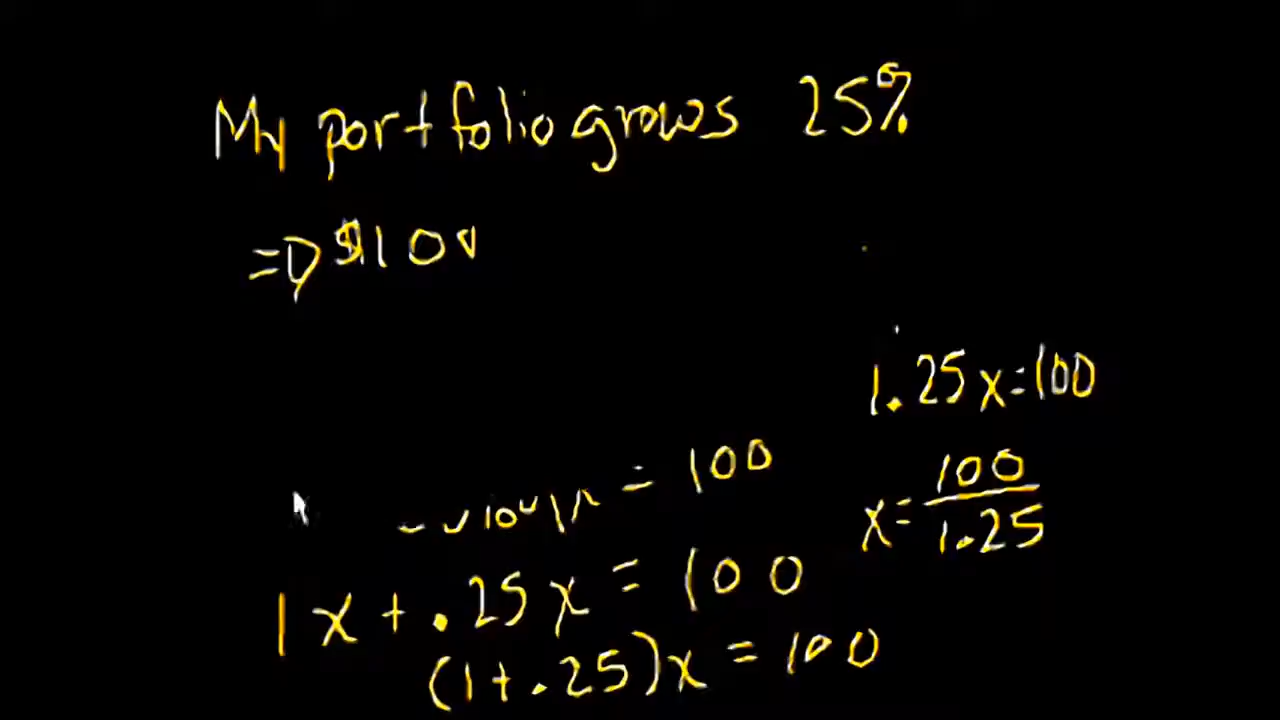 My portfolio grows 25%
$100
= 100
1x + .25x = 100
(1+.25)x = 100
1.25x=100
x= 100/1.25